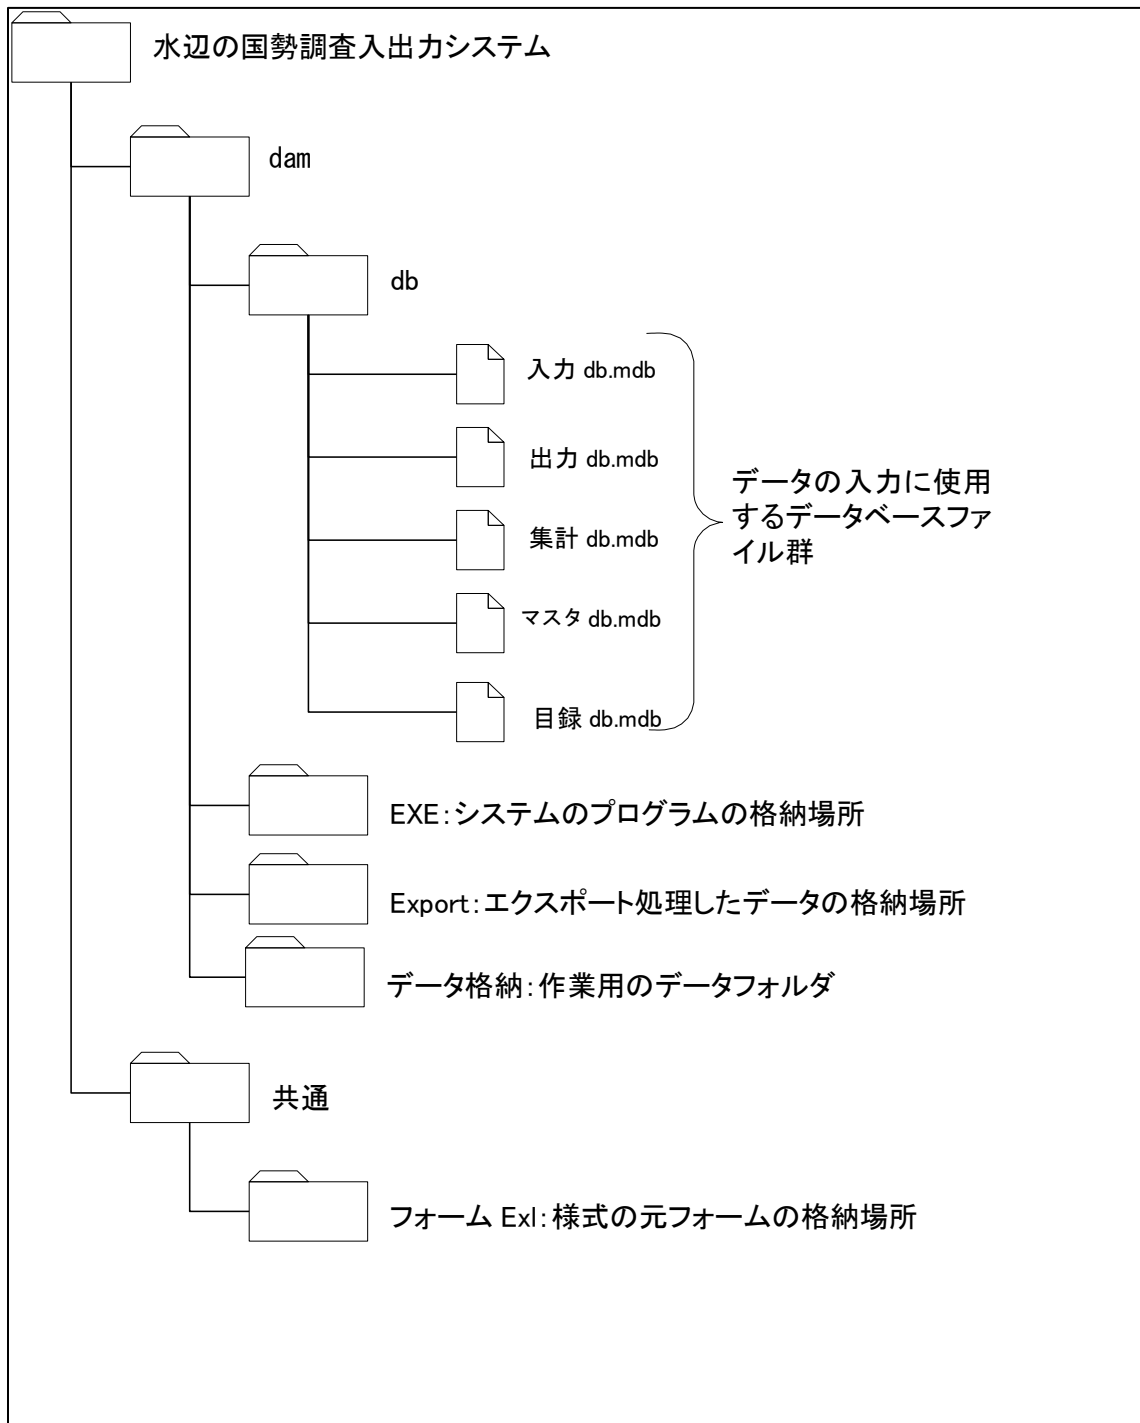 水辺の国勢調査入出力システム
dam
db
入力 db.mdb
出力 db.mdb
集計 db.mdb
マスタ db.mdb
目録 db.mdb
データの入力に使用
するデータベースファ
イル群
EXE：システムのプログラムの格納場所
Export：エクスポート処理したデータの格納場所
データ格納：作業用のデータフォルダ
共通
フォーム Exl：様式の元フォームの格納場所